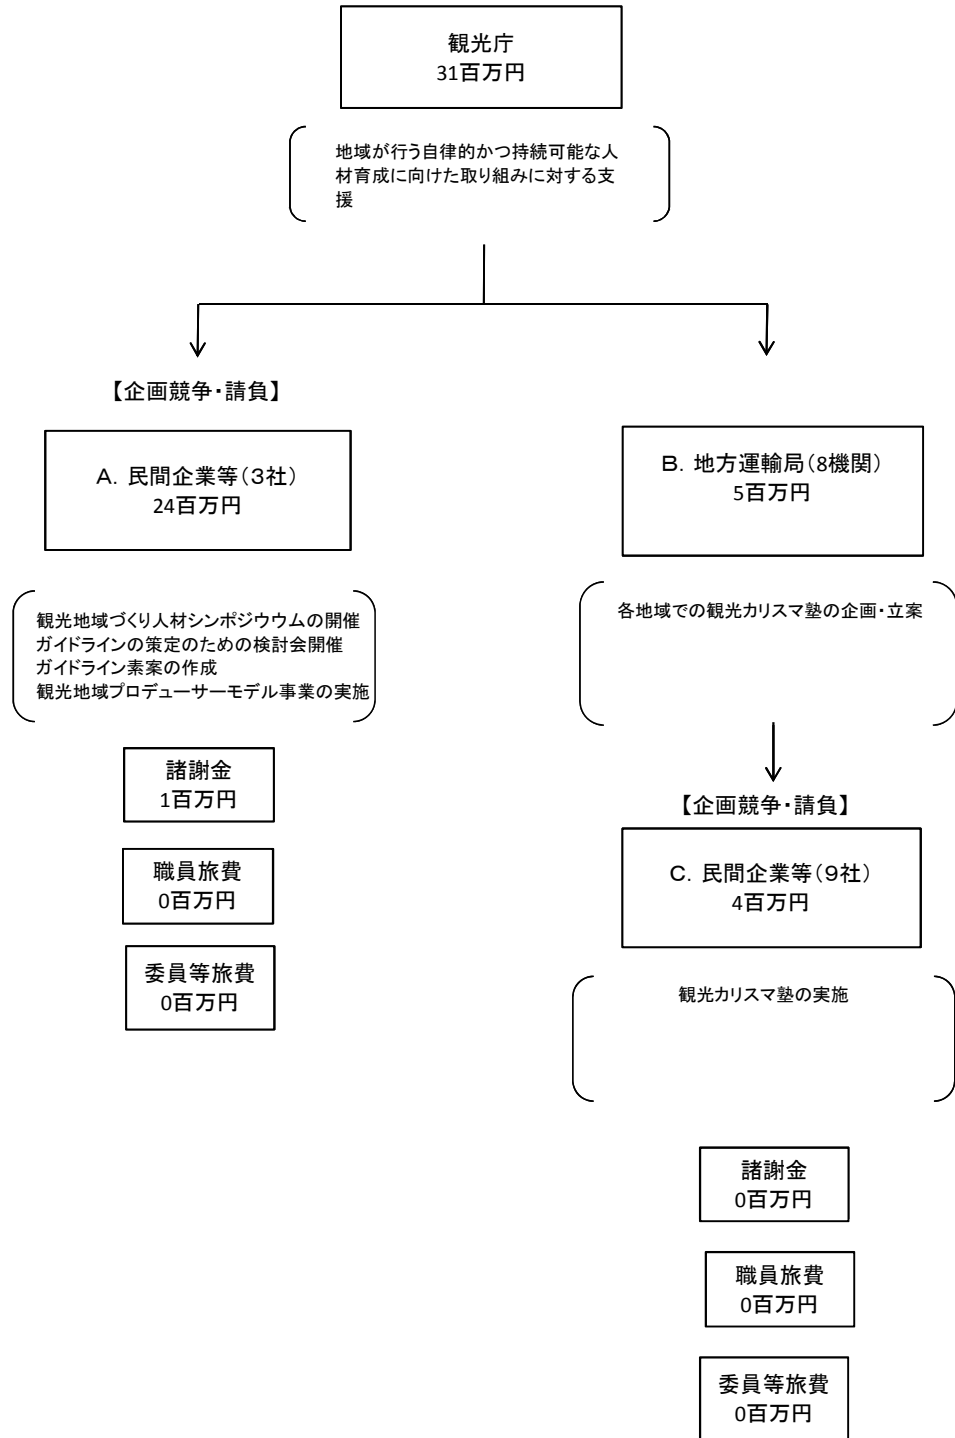 観光庁
31百万円
地域が行う自律的かつ持続可能な人
材育成に向けた取り組みに対する支
援
【企画競争・請負】
A．民間企業等（3社）
24百万円
観光地域づくり人材シンポジウウムの開催
ガイドラインの策定のための検討会開催
ガイドライン素案の作成
観光地域プロデューサーモデル事業の実施
諸謝金
1百万円
職員旅費
0百万円
委員等旅費
0百万円
B．地方運輸局（8機関）
5百万円
各地域での観光カリスマ塾の企画・立案
【企画競争・請負】
C．民間企業等（9社）
4百万円
観光カリスマ塾の実施
諸謝金
0百万円
職員旅費
0百万円
委員等旅費
0百万円